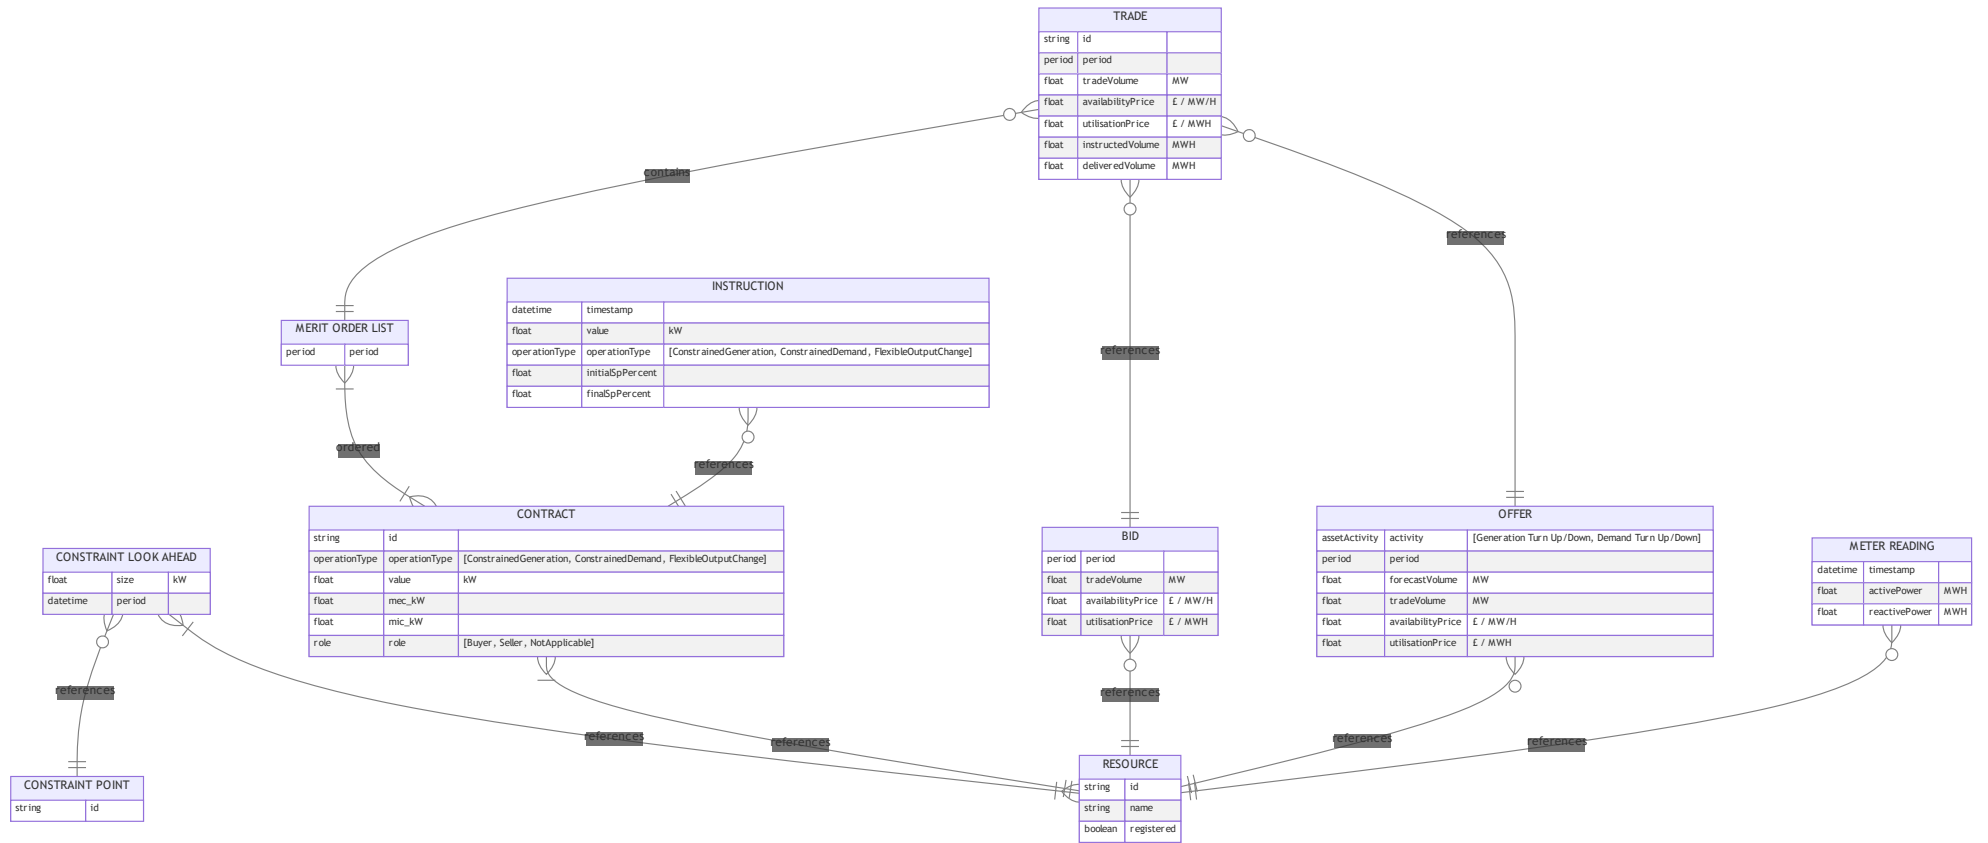 TRADE
string id
period period
float tradeVolume MW
float availabilityPrice £ / MW/H
float utilisationPrice £ / MWH
float instructedVolume MWH
float deliveredVolume MWH
contains
references
INSTRUCTION
datetime timestamp
float value kW
operationType operationType [ConstrainedGeneration, ConstrainedDemand, FlexibleOutputChange]
float initialSpPercent
float finalSpPercent
MERIT ORDER LIST
period period
references
ordered
references
CONTRACT
string id
operationType operationType [ConstrainedGeneration, ConstrainedDemand, FlexibleOutputChange]
float value kW
float mec_kW
float mic_kW
role role [Buyer, Seller, NotApplicable]
OFFER
assetActivity activity [Generation Turn Up/Down, Demand Turn Up/Down]
period period
float forecastVolume MW
float tradeVolume MW
float availabilityPrice £ / MW/H
float utilisationPrice £ / MWH
BID
period period
float tradeVolume MW
float availabilityPrice £ / MW/H
float utilisationPrice £ / MWH
METER READING
datetime timestamp
float activePower MWH
float reactivePower MWH
CONSTRAINT LOOK AHEAD
float size kW
datetime period
references
references
references
references
references
references
RESOURCE
string id
string name
boolean registered
CONSTRAINT POINT
string id